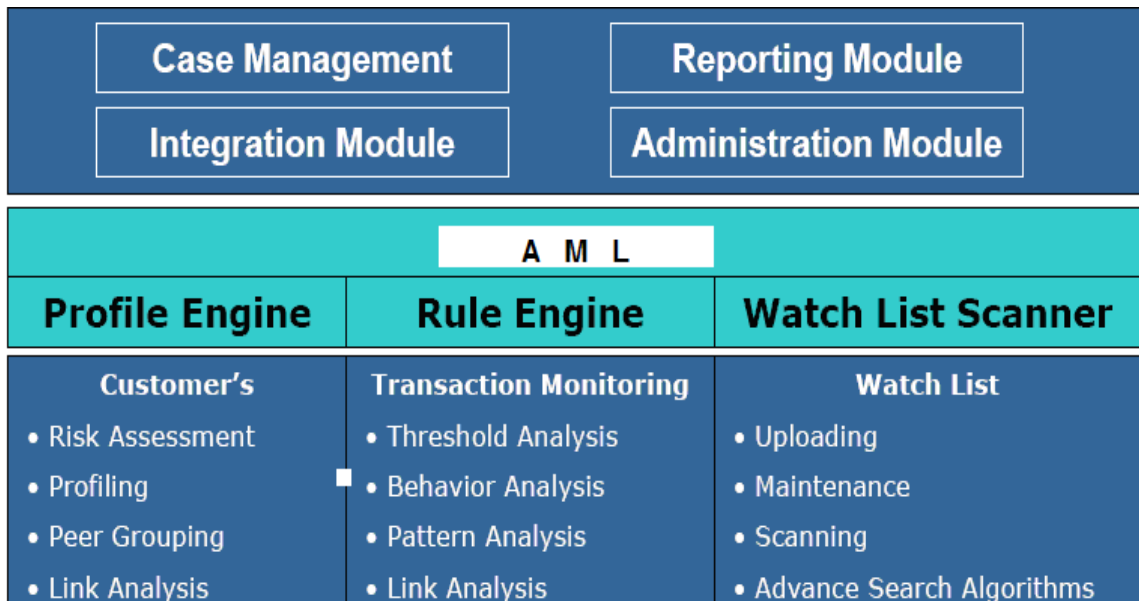 Case Management
Reporting Module
Integration Module
Administration Module
A M L
Profile Engine
Rule Engine
Watch List Scanner
Customer's
• Risk Assessment
• Profiling
• Peer Grouping
• Link Analysis
Transaction Monitoring
• Threshold Analysis
• Behavior Analysis
• Pattern Analysis
• Link Analysis
Watch List
• Uploading
• Maintenance
• Scanning
• Advance Search Algorithms